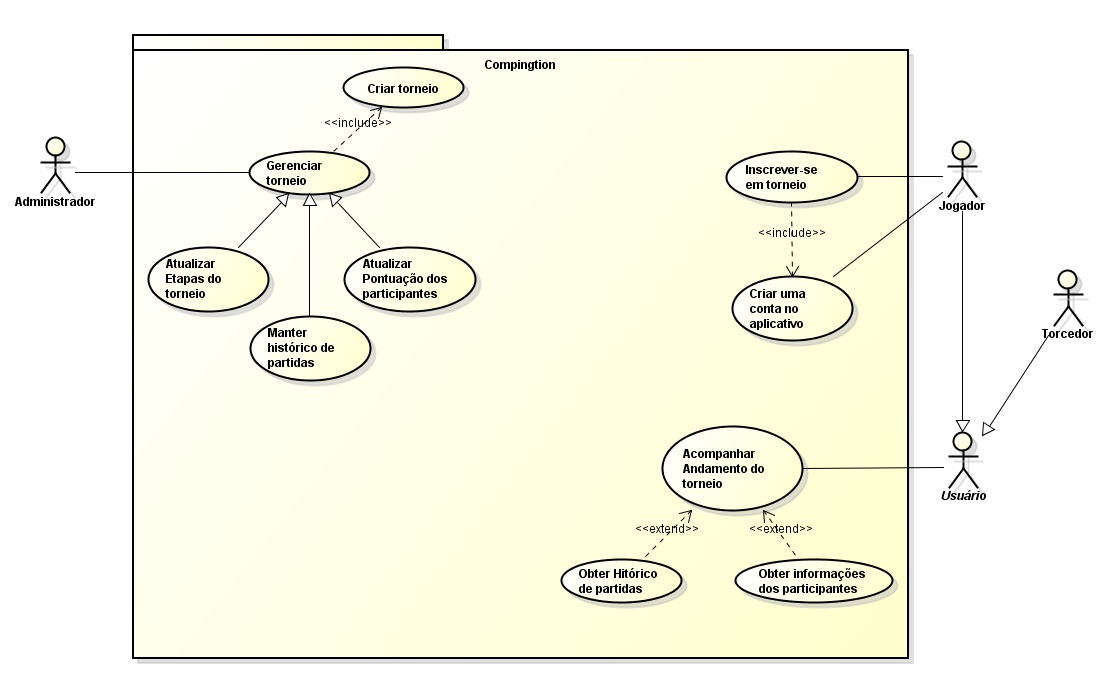 Compingtion
Criar torneio
<<include>>
Gerenciar
torneio
Administrador
Atualizar
Etapas do
torneio
Atualizar
Pontuação dos
participantes
Manter
histórico de
partidas
Inscrever-se
em torneio
Jogador
<<include>>
Criar uma
conta no
aplicativo
Torcedor
Acompanhar
Andamento do
torneio
Usuário
<<extend>>
<<extend>>
Obter Hitórico
de partidas
Obter informações
dos participantes